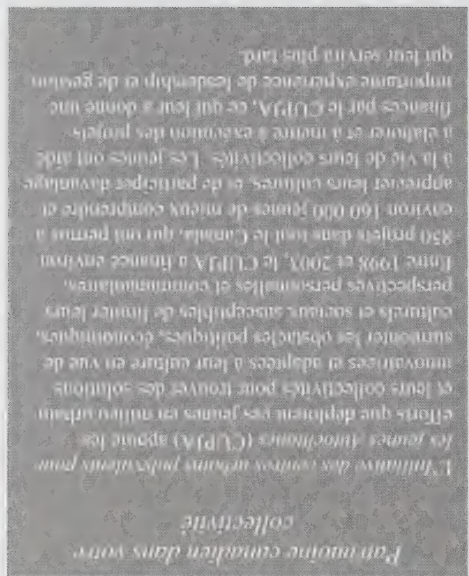 Patrimoine canadien dans votre
collectivité
L'Initiative des centres urbains polyvalents pour
les jeunes Autochtones (CUPJA) appuie les
efforts que déploient ces jeunes en milieu urbain
et leurs collectivités pour trouver des solutions
innovatrices et adaptées à leur culture en vue de
surmonter les obstacles politiques, économiques,
culturels et sociaux susceptibles de limiter leurs
perspectives personnelles et communautaires.
Entre 1998 et 2003, le CUPJA a financé environ
850 projets dans tout le Canada, qui ont permis à
environ 160 000 jeunes de mieux comprendre et
apprécier leurs cultures, et de participer davantage
à la vie de leurs collectivités. Les jeunes ont aidé
à élaborer et à mettre à exécution des projets
financés par le CUPJA, ce qui leur a donné une
importante expérience de leadership et de gestion
qui leur servira plus tard.